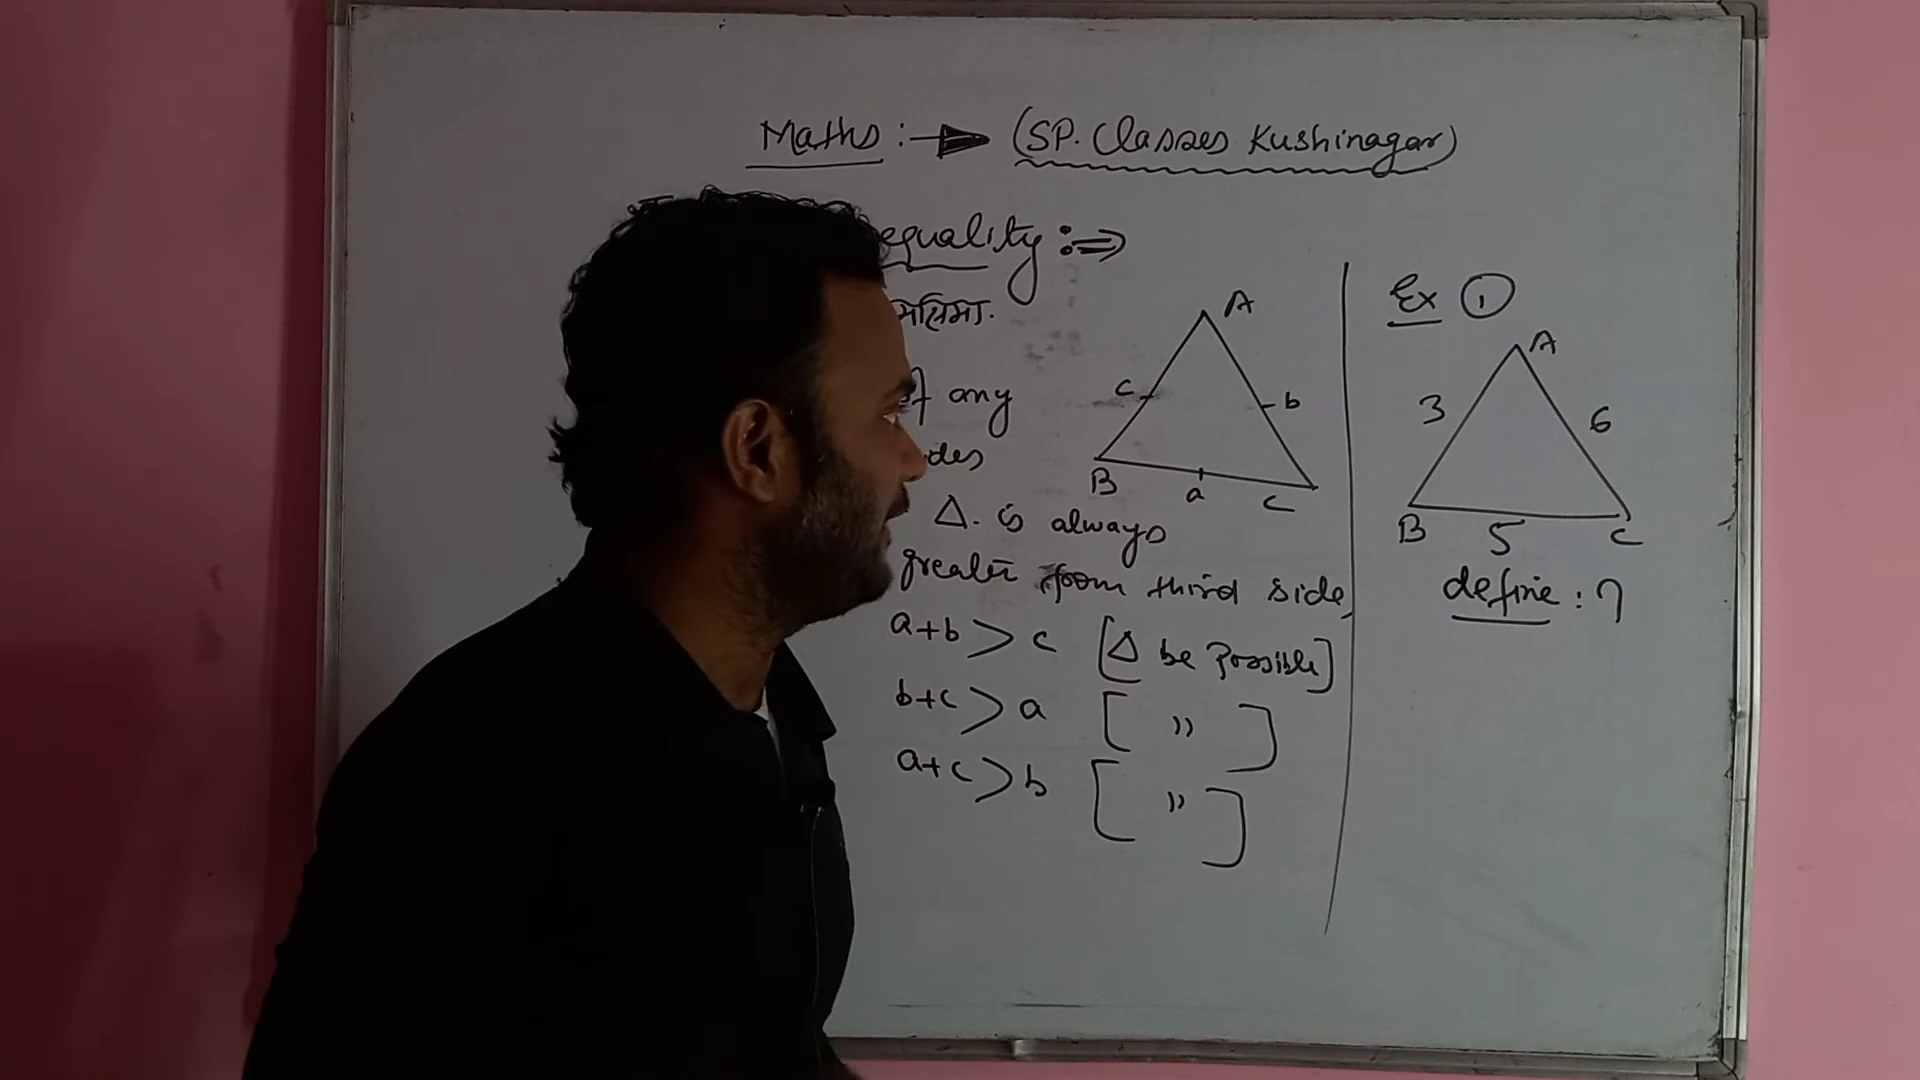 Maths :→ (SP. Classes Kushinagar)
equality :⇒
of any
des
Δ. is always
greater from third side
a+b > c [Δ be Possible]
b+c > a [ " ]
a+c > b [ " ]
A
c
b
B
a
C
Ex ①
A
3
6
B
5
C
define : ?